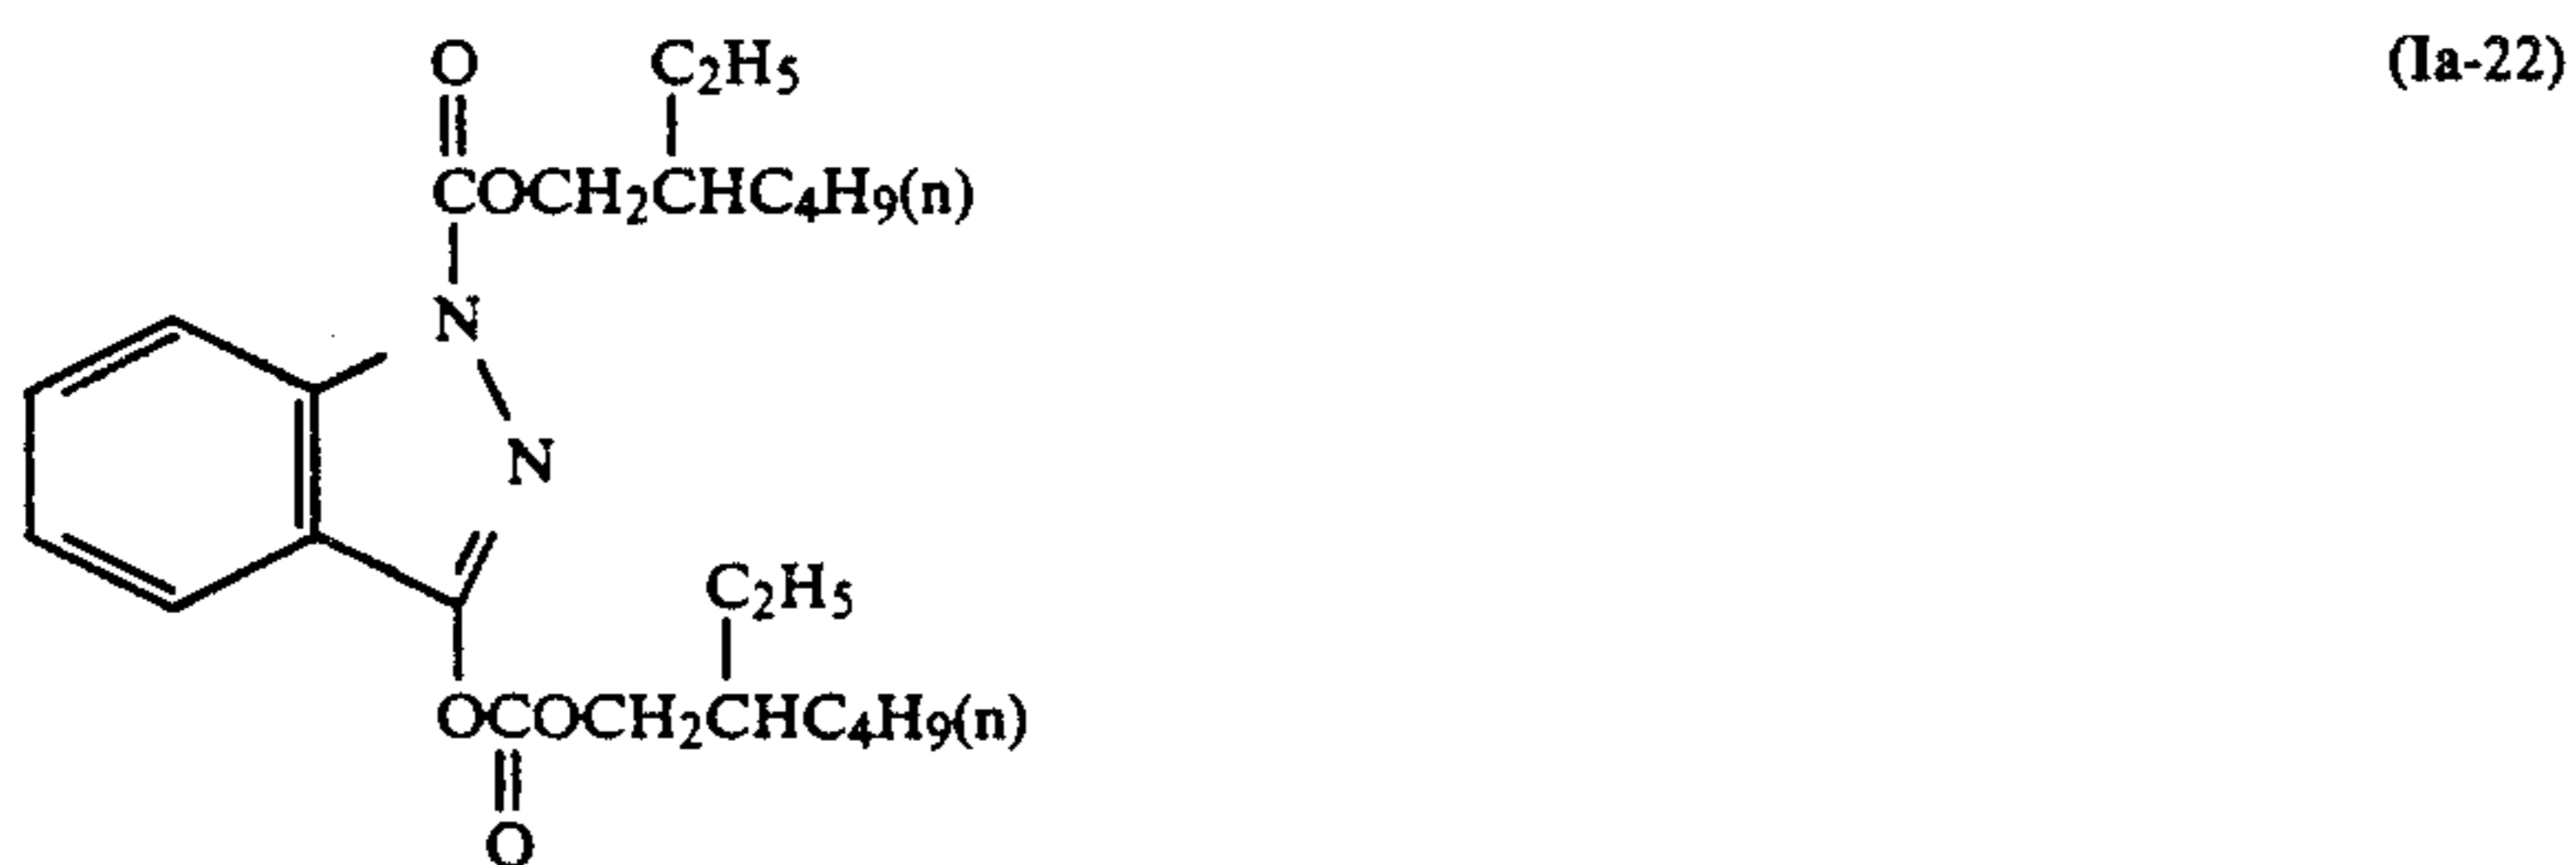 O C₂H₅ (Ia-22)
COCH₂CHC₄H₉(n)
N
N
C₂H₅
OCOCH₂CHC₄H₉(n)
O